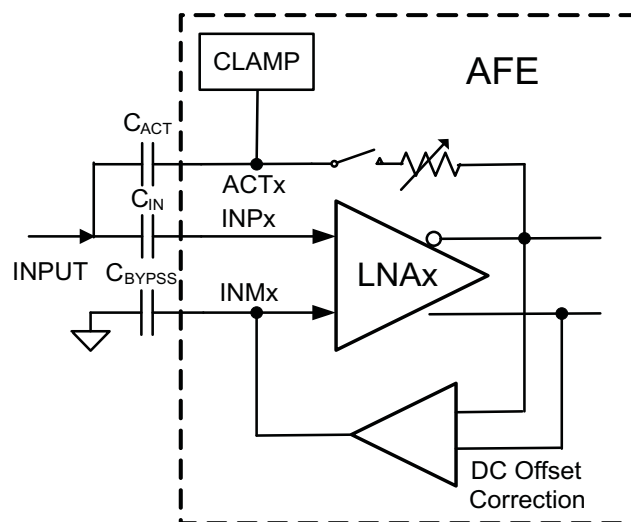 CLAMP
AFE
CACT
ACTx
CIN
INPx
INPUT
CBYPSS
INMx
LNAx
DC Offset
Correction